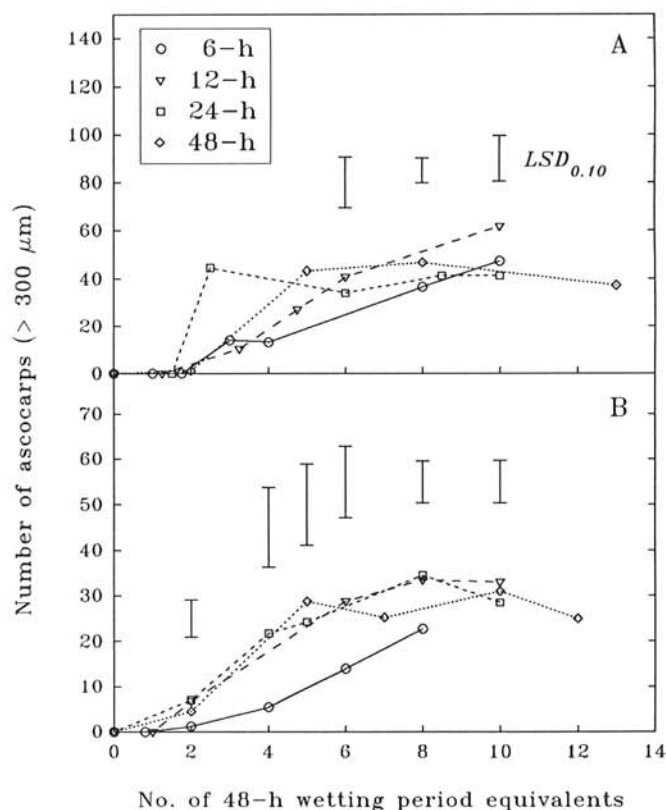 A
6-h
12-h
24-h
48-h
LSD0.10
Number of ascocarps (> 300 μm)
140
120
100
80
60
40
20
0
B
70
60
50
40
30
20
10
0
0 2 4 6 8 10 12 14
No. of 48-h wetting period equivalents